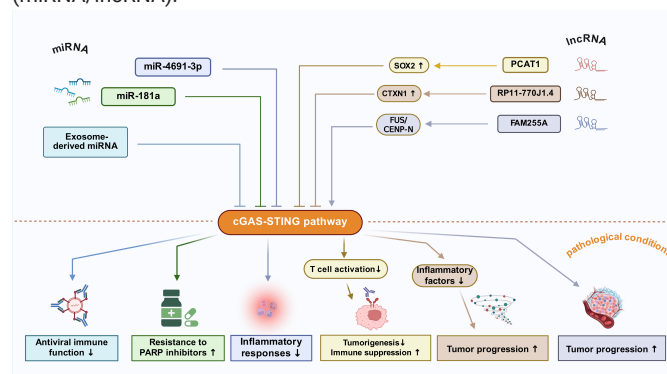 (miRNA/lncRNA).
miRNA
miR-4691-3p
miR-181a
Exosome-
derived miRNA
lncRNA
SOX2 ↑
PCAT1
CTXN1 ↑
RP11-770J1.4
FUS/
CENP-N
FAM255A
cGAS-STING pathway
pathological condition
T cell activation↓
Inflammatory
factors ↓
Antiviral immune
function ↓
Resistance to
PARP inhibitors ↑
Inflammatory
responses ↓
Tumorigenesis↓
Immune suppression ↑
Tumor progression ↑
Tumor progression ↑